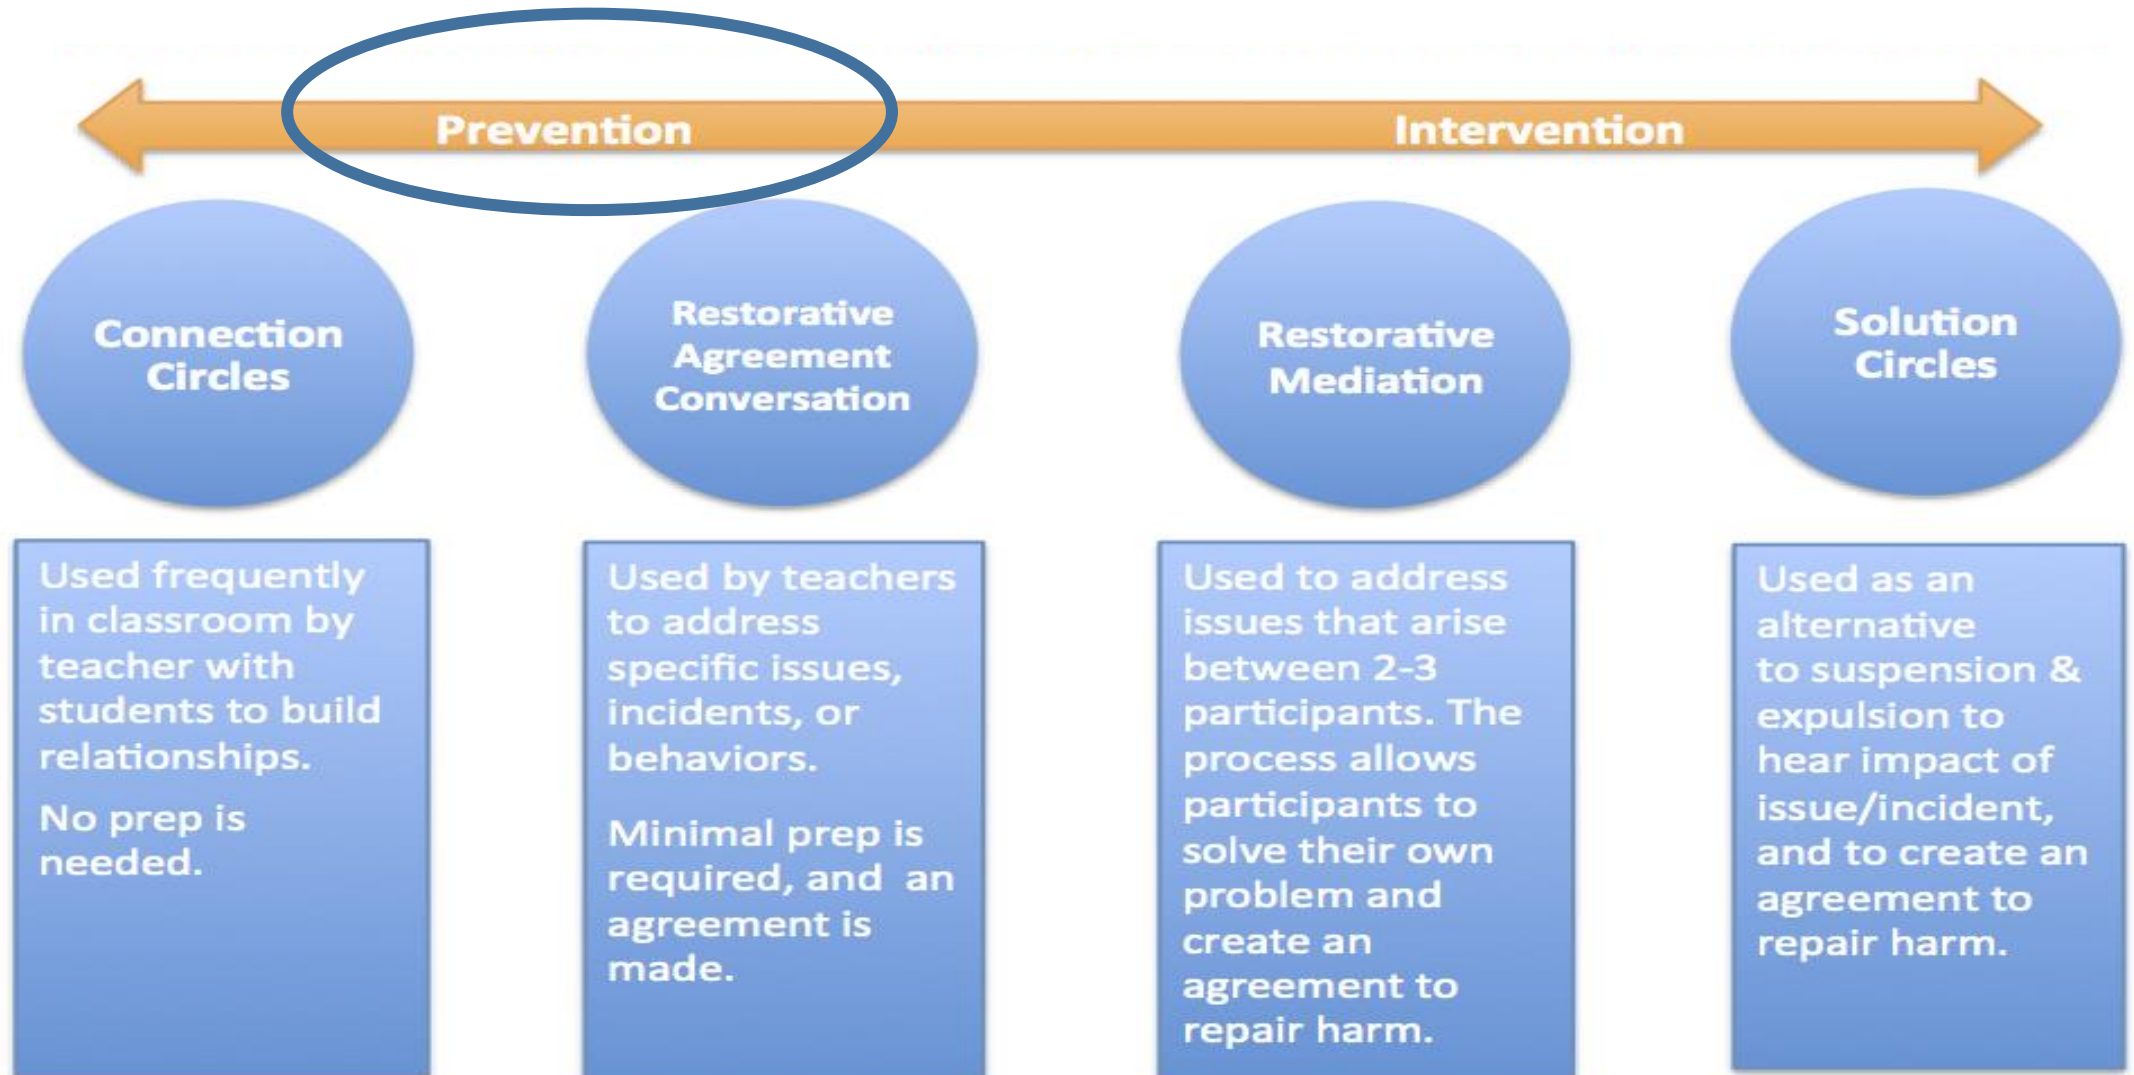 Prevention
Intervention
Connection
Circles
Restorative
Agreement
Conversation
Restorative
Mediation
Solution
Circles
Used frequently
in classroom by
teacher with
students to build
relationships.
No prep is
needed.
Used by teachers
to address
specific issues,
incidents, or
behaviors.
Minimal prep is
required, and an
agreement is
made.
Used to address
issues that arise
between 2-3
participants. The
process allows
participants to
solve their own
problem and
create an
agreement to
repair harm.
Used as an
alternative
to suspension &
expulsion to
hear impact of
issue/incident,
and to create an
agreement to
repair harm.